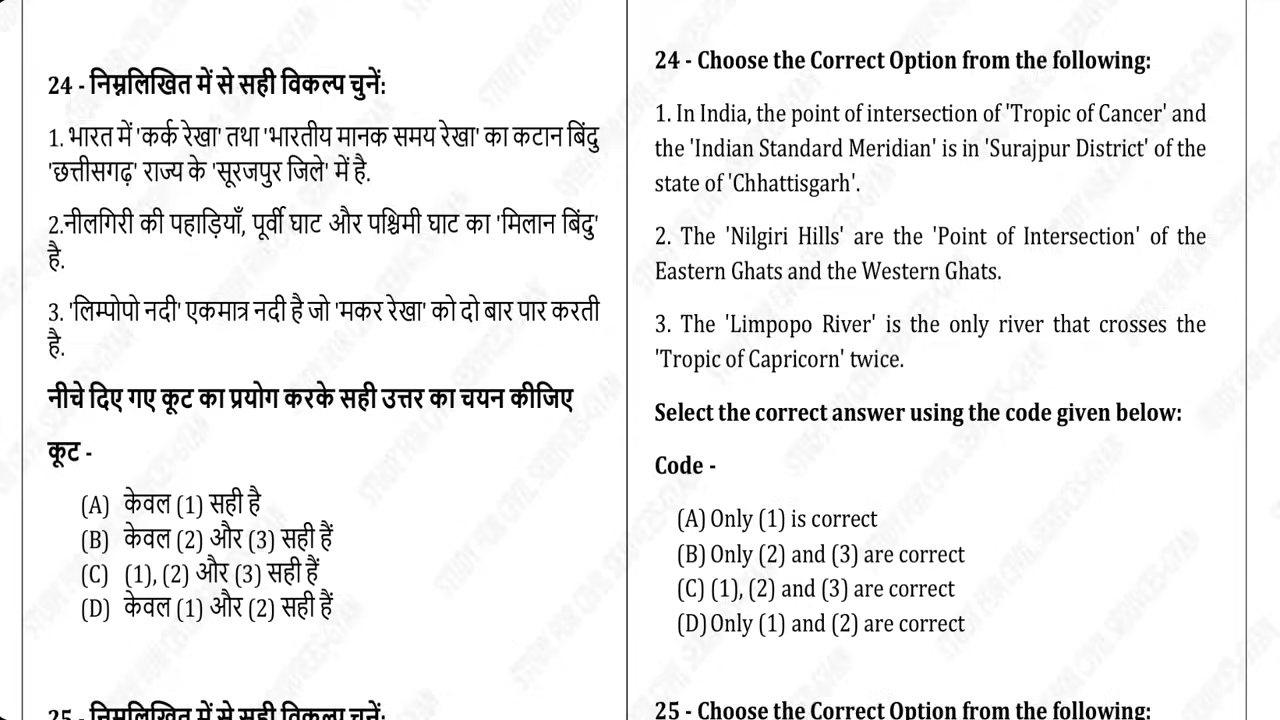 24 - निम्नलिखित में से सही विकल्प चुनें:
1. भारत में 'कर्क रेखा' तथा 'भारतीय मानक समय रेखा' का कटान बिंदु
'छत्तीसगढ़' राज्य के 'सूरजपुर जिले' में है.
2.नीलगिरी की पहाड़ियाँ, पूर्वी घाट और पश्चिमी घाट का 'मिलान बिंदु'
है.
3. 'लिम्पोपो नदी' एकमात्र नदी है जो 'मकर रेखा' को दो बार पार करती
है.
नीचे दिए गए कूट का प्रयोग करके सही उत्तर का चयन कीजिए
कूट -
(A) केवल (1) सही है
(B) केवल (2) और (3) सही हैं
(C) (1), (2) और (3) सही हैं
(D) केवल (1) और (2) सही हैं
25 - निम्नलिखित में से सही विकल्प चुनें:
24 - Choose the Correct Option from the following:
1. In India, the point of intersection of 'Tropic of Cancer' and
the 'Indian Standard Meridian' is in 'Surajpur District' of the
state of 'Chhattisgarh'.
2. The 'Nilgiri Hills' are the 'Point of Intersection' of the
Eastern Ghats and the Western Ghats.
3. The 'Limpopo River' is the only river that crosses the
'Tropic of Capricorn' twice.
Select the correct answer using the code given below:
Code -
(A) Only (1) is correct
(B) Only (2) and (3) are correct
(C) (1), (2) and (3) are correct
(D) Only (1) and (2) are correct
25 - Choose the Correct Option from the following: